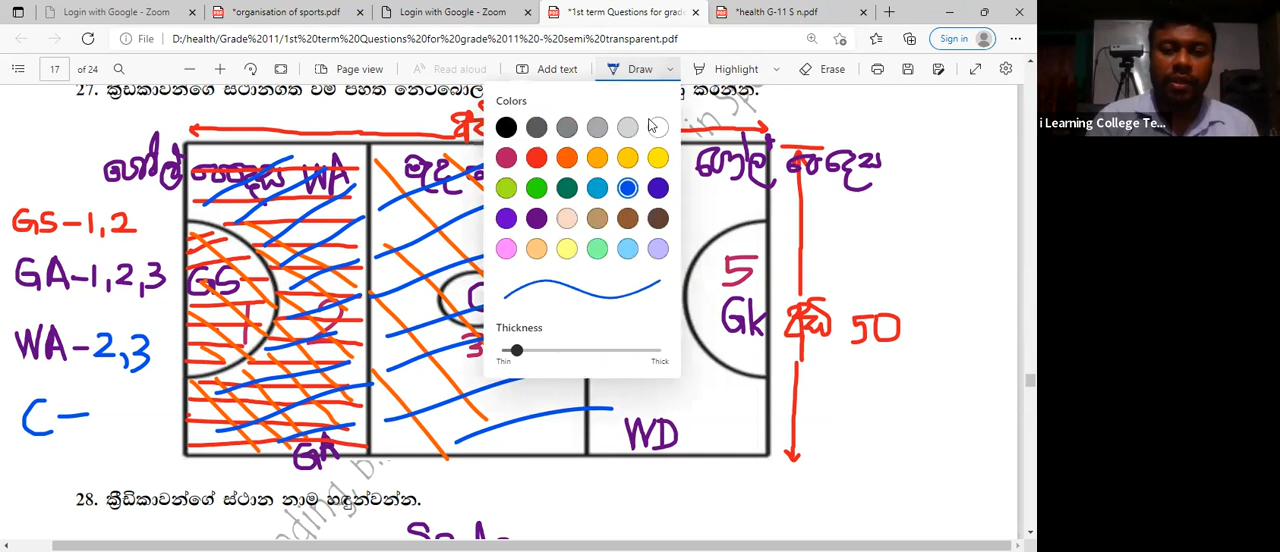 Login with Google - Zoom
*organisation of sports.pdf
Login with Google - Zoom
*1st term Questions for grade
*health G-11 S n.pdf
File
D:/health/Grade%2011/1st%20term%20Questions%20for%20grade%2011%20-%20semi%20transparent.pdf
Sign in
17 of 24
Page view
Read aloud
Add text
Draw
Highlight
Erase
i Learning College Te...
Colors
Thickness
Thin
Thick
27. ක්‍රීඩිකාවන්ගේ ස්ථානගත වීම පහත නෙට්බෝල්
කරන්න.
ගෝල් පෙදෙස WA
මැද
ගෝල් පෙදෙස
GS-1,2
GA-1,2,3
WA-2,3
C-
GS
1 2
3
5
GK
අඩි 50
WD
GA
28. ක්‍රීඩිකාවන්ගේ ස්ථාන නාම හඳුන්වන්න.